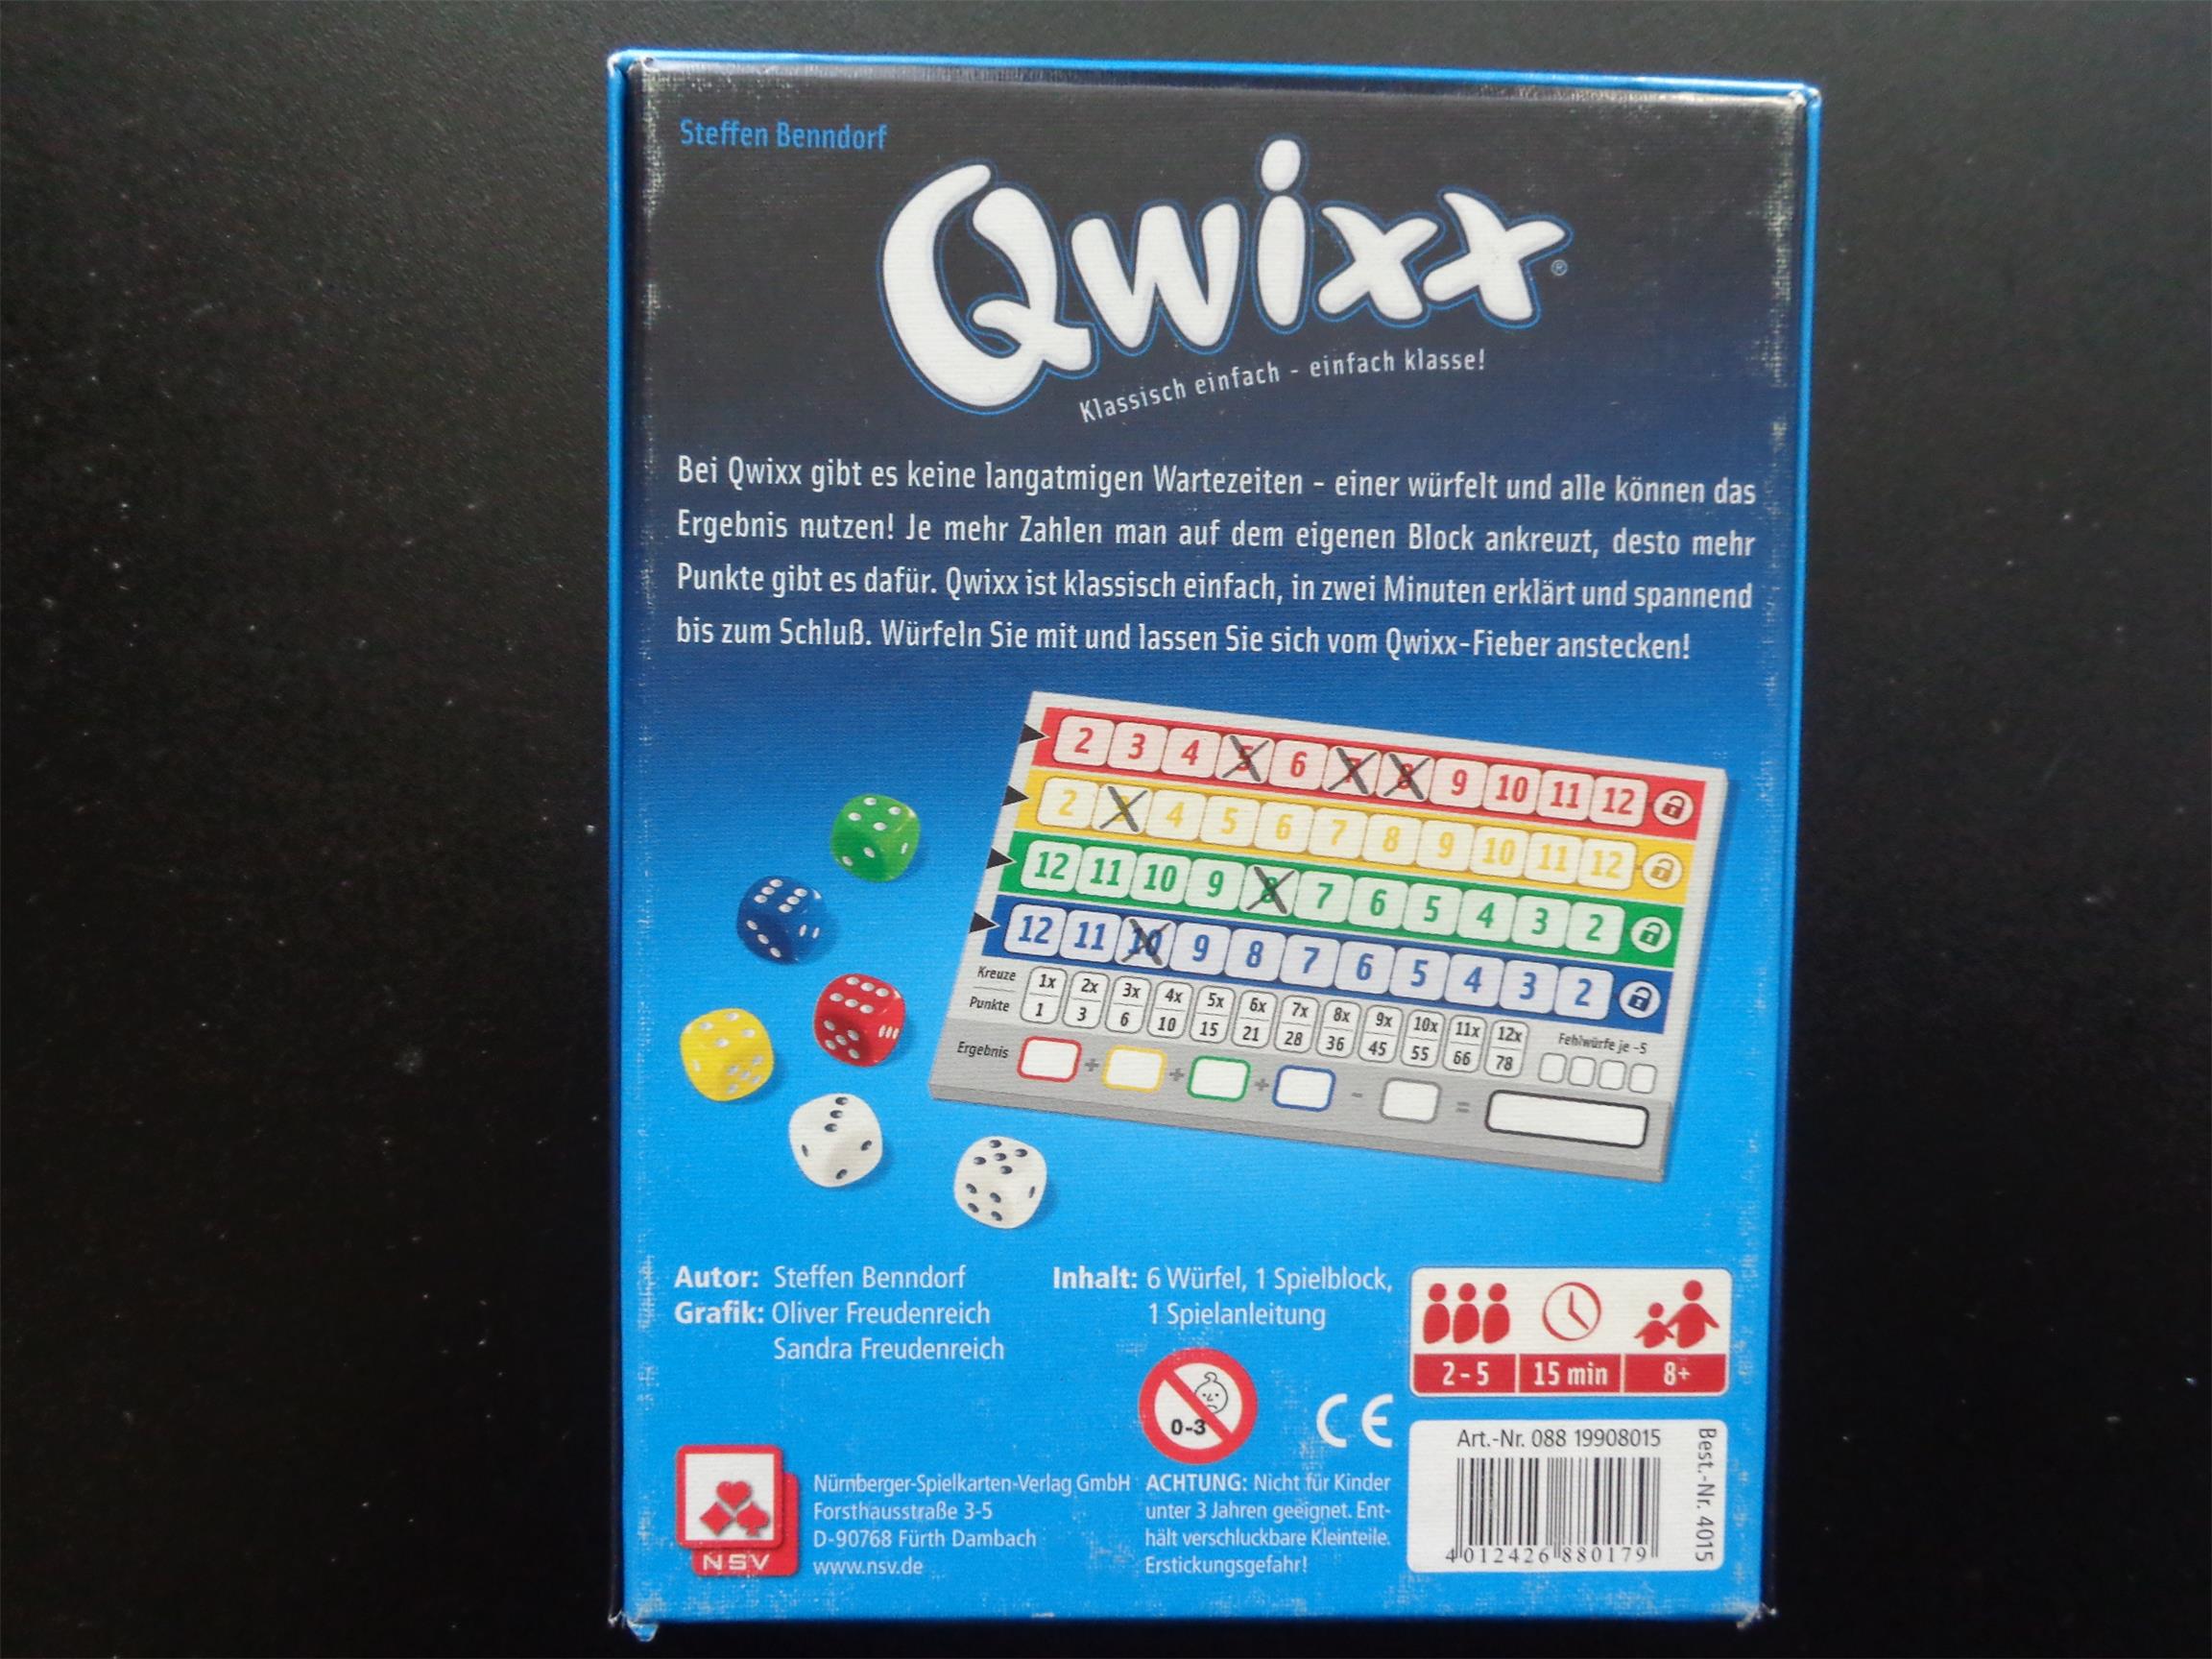 Steffen Benndorf
Qwixx®
Klassisch einfach - einfach klasse!
Bei Qwixx gibt es keine langatmigen Wartezeiten - einer würfelt und alle können das
Ergebnis nutzen! Je mehr Zahlen man auf dem eigenen Block ankreuzt, desto mehr
Punkte gibt es dafür. Qwixx ist klassisch einfach, in zwei Minuten erklärt und spannend
bis zum Schluß. Würfeln Sie mit und lassen Sie sich vom Qwixx-Fieber anstecken!
2 3 4 5 6 7 8 9 10 11 12
2 3 4 5 6 7 8 9 10 11 12
12 11 10 9 8 7 6 5 4 3 2
12 11 10 9 8 7 6 5 4 3 2
Kreuze 1x 2x 3x 4x 5x 6x 7x 8x 9x 10x 11x 12x
Punkte 1 3 6 10 15 21 28 36 45 55 66 78
Fehlwürfe je -5
Ergebnis + + + - =
Autor: Steffen Benndorf
Grafik: Oliver Freudenreich
Sandra Freudenreich
Inhalt: 6 Würfel, 1 Spielblock,
1 Spielanleitung
2-5 15 min 8+
0-3
CE
NSV
Nürnberger-Spielkarten-Verlag GmbH
Forsthausstraße 3-5
D-90768 Fürth Dambach
www.nsv.de
ACHTUNG: Nicht für Kinder
unter 3 Jahren geeignet. Ent-
hält verschluckbare Kleinteile.
Erstickungsgefahr!
Art.-Nr. 088 19908015
4 012426 880179
Best.-Nr. 4015